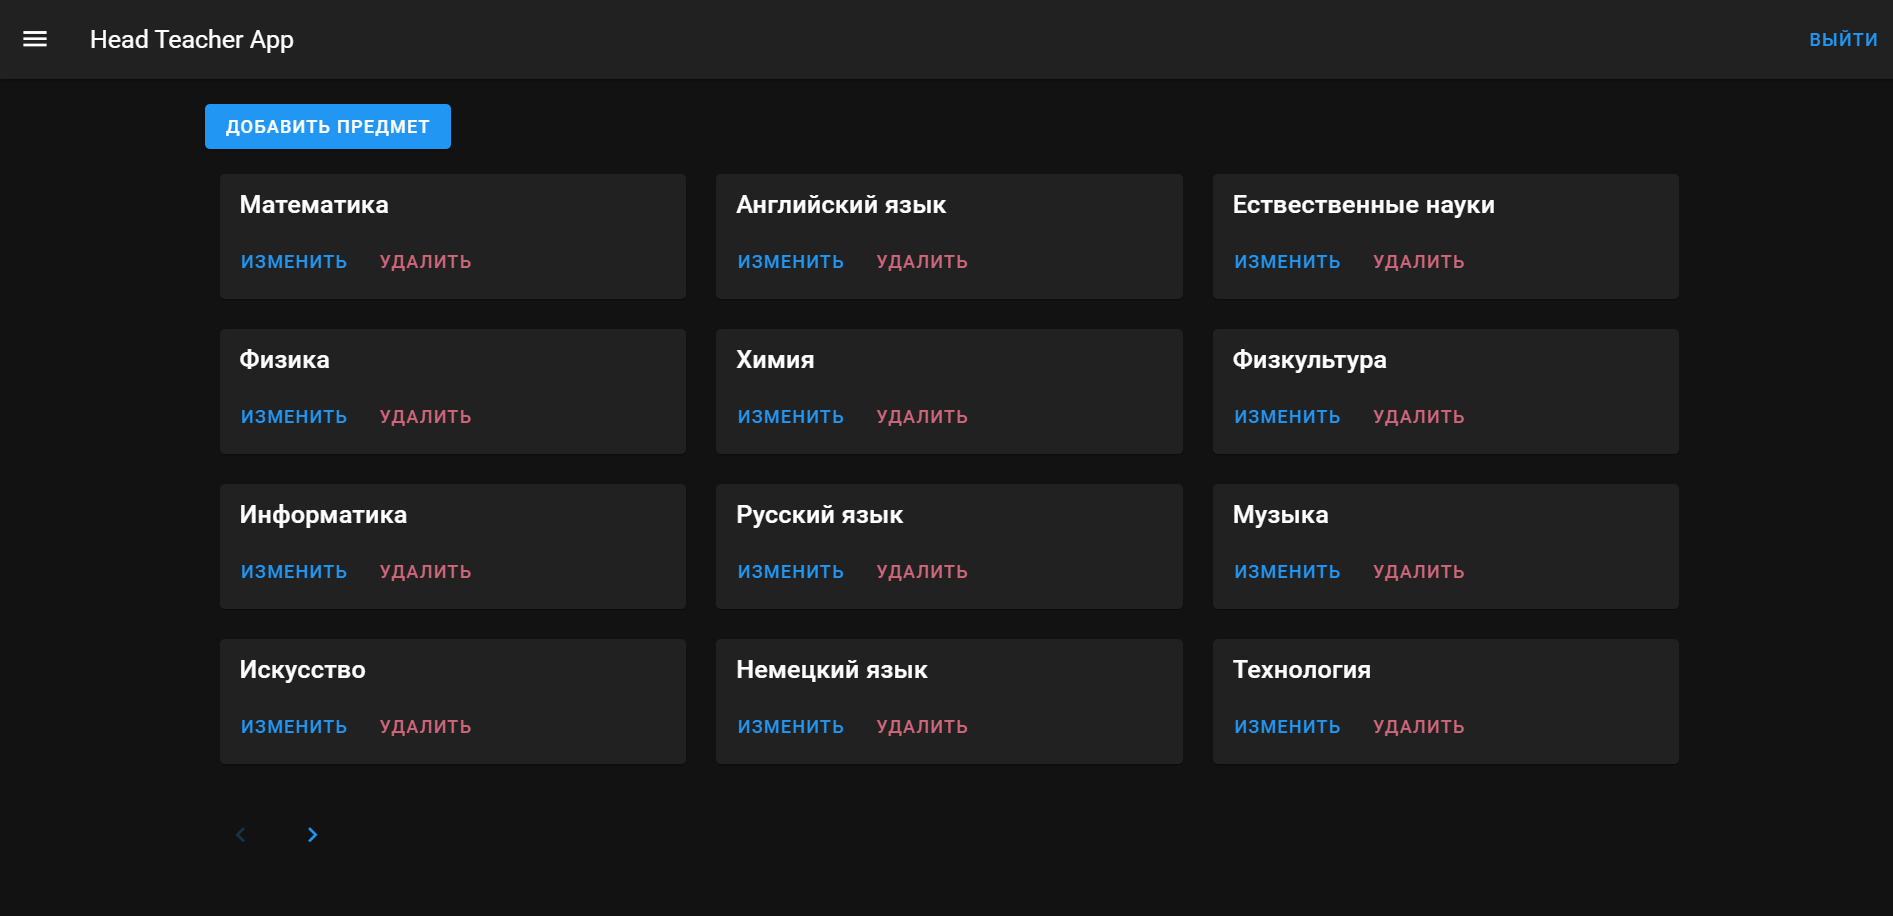 Head Teacher App
ВЫЙТИ
ДОБАВИТЬ ПРЕДМЕТ
Математика
ИЗМЕНИТЬ УДАЛИТЬ
Английский язык
ИЗМЕНИТЬ УДАЛИТЬ
Естественные науки
ИЗМЕНИТЬ УДАЛИТЬ
Физика
ИЗМЕНИТЬ УДАЛИТЬ
Химия
ИЗМЕНИТЬ УДАЛИТЬ
Физкультура
ИЗМЕНИТЬ УДАЛИТЬ
Информатика
ИЗМЕНИТЬ УДАЛИТЬ
Русский язык
ИЗМЕНИТЬ УДАЛИТЬ
Музыка
ИЗМЕНИТЬ УДАЛИТЬ
Искусство
ИЗМЕНИТЬ УДАЛИТЬ
Немецкий язык
ИЗМЕНИТЬ УДАЛИТЬ
Технология
ИЗМЕНИТЬ УДАЛИТЬ